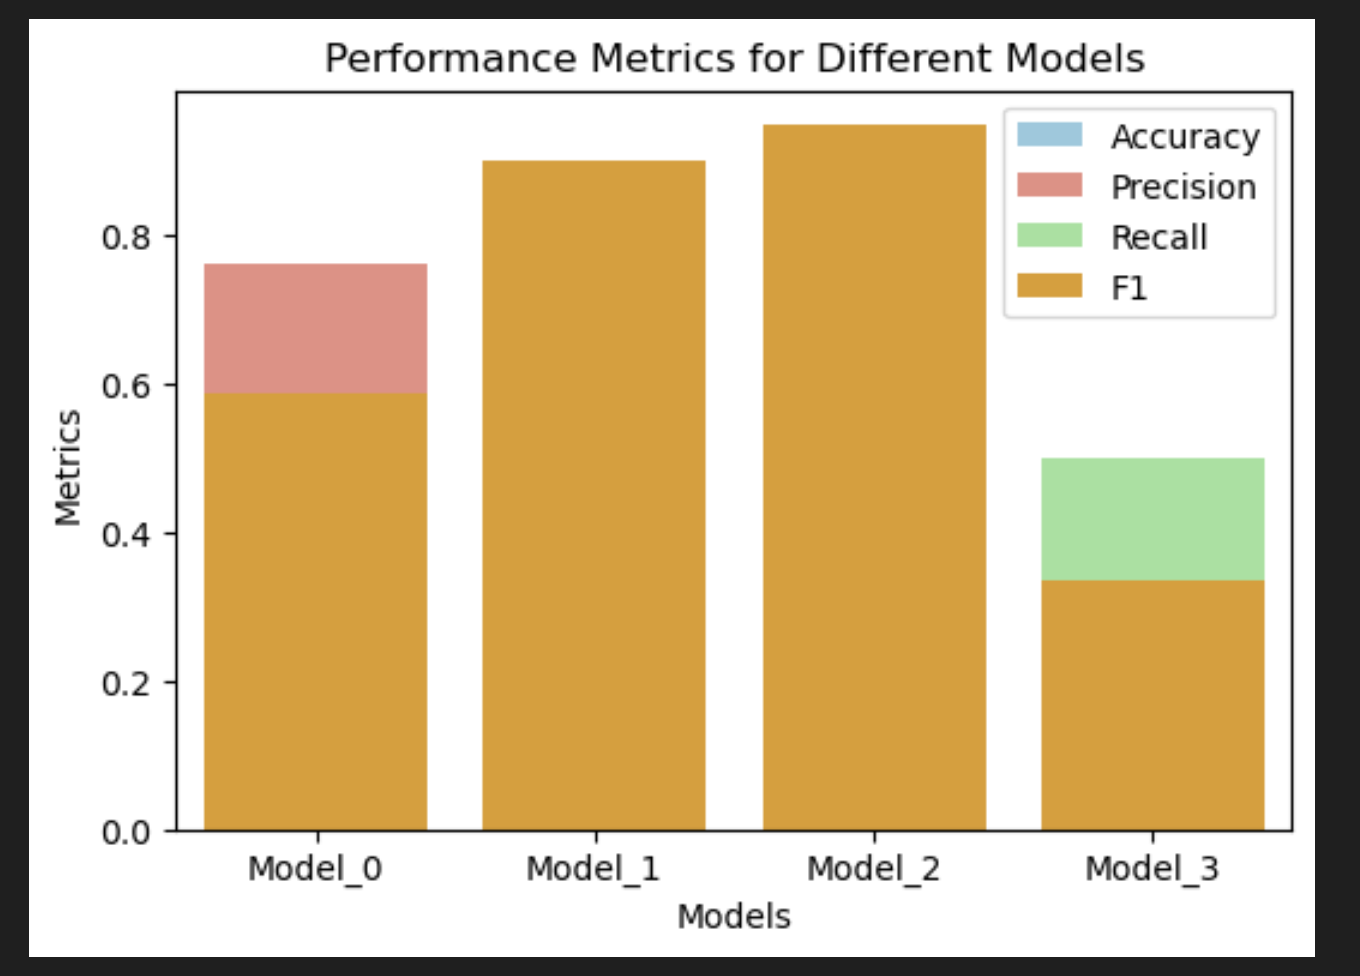 Performance Metrics for Different Models
Accuracy
Precision
Recall
F1
Metrics
0.8
0.6
0.4
0.2
0.0
Model_0
Model_1
Model_2
Model_3
Models